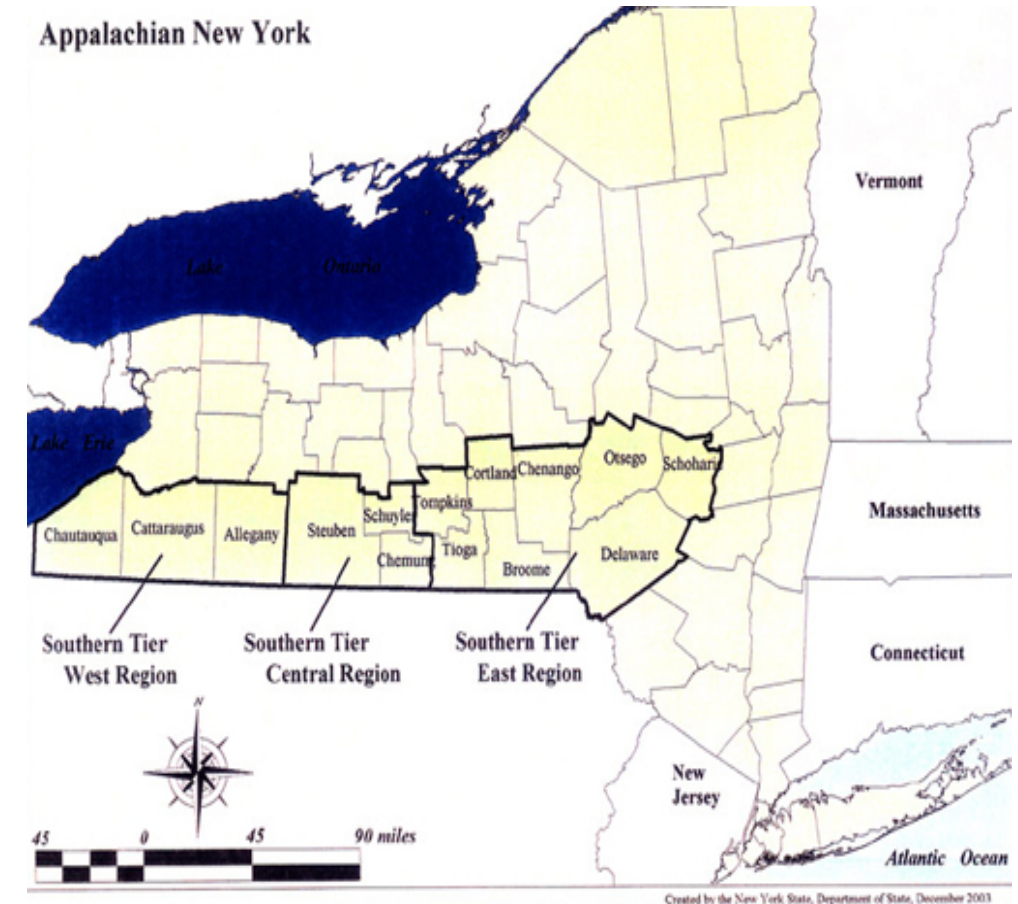 Appalachian New York
Vermont
Lake Ontario
Lake Erie
Otsego
Schoharie
Cortland
Chenango
Tompkins
Massachusetts
Schuyler
Steuben
Cattaraugus
Allegany
Chautauqua
Chemung
Tioga
Delaware
Broome
Southern Tier
West Region
Southern Tier
Central Region
Southern Tier
East Region
Connecticut
N
New
Jersey
45 0 45 90 miles
Atlantic Ocean
Created by the New York State, Department of State, December 2003